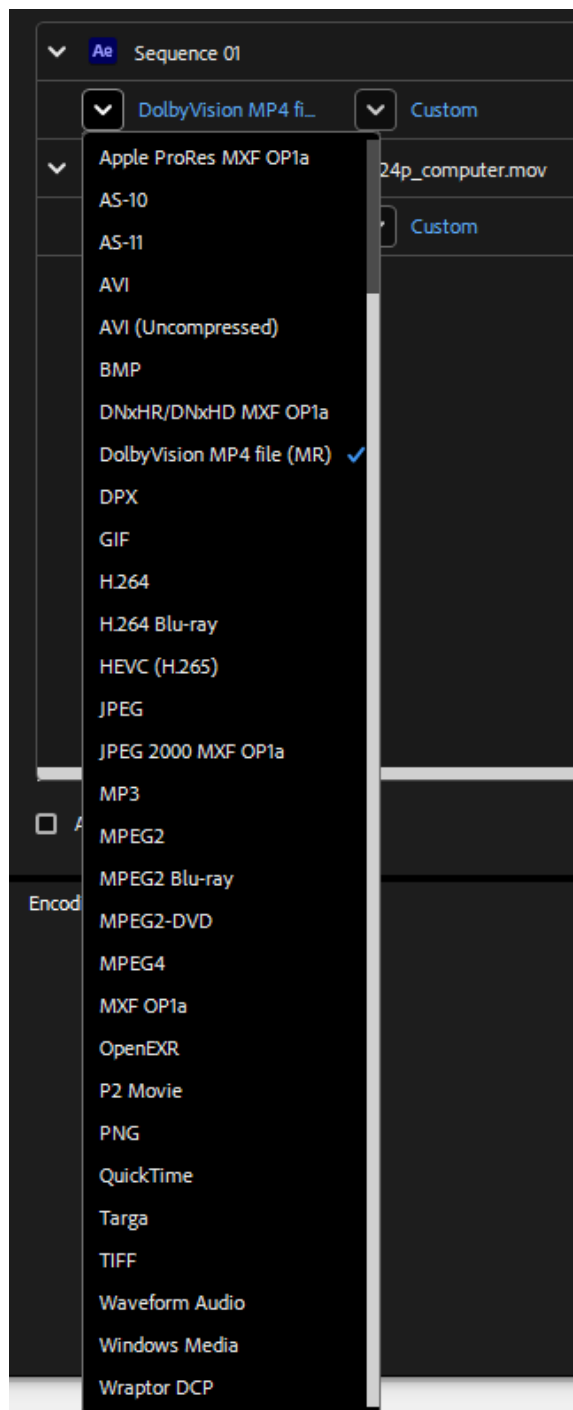 Ae Sequence 01
DolbyVision MP4 fi... Custom
Apple ProRes MXF OP1a
24p_computer.mov
AS-10
AS-11
Custom
AVI
AVI (Uncompressed)
BMP
DNxHR/DNxHD MXF OP1a
DolbyVision MP4 file (MR)
DPX
GIF
H.264
H.264 Blu-ray
HEVC (H.265)
JPEG
JPEG 2000 MXF OP1a
MP3
A
MPEG2
MPEG2 Blu-ray
Encod
MPEG2-DVD
MPEG4
MXF OP1a
OpenEXR
P2 Movie
PNG
QuickTime
Targa
TIFF
Waveform Audio
Windows Media
Wraptor DCP